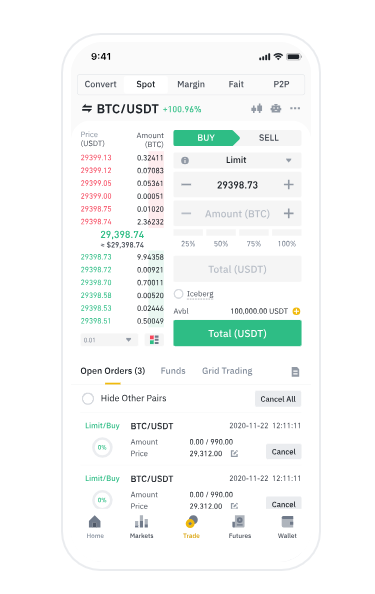 9:41
Convert Spot Margin Fait P2P
BTC/USDT +100.96%
Price (USDT) Amount (BTC)
29399.13 0.32411
29399.12 0.07083
29399.05 0.05361
29399.00 0.00051
29398.75 0.01020
29398.74 2.36232
29,398.74
≈ $29,398.74
29398.73 9.94358
29398.72 0.00921
29398.70 0.70011
29398.58 0.00520
29398.53 0.02446
29398.51 0.50049
0.01
BUY SELL
Limit
29398.73
Amount (BTC)
25% 50% 75% 100%
Total (USDT)
Iceberg
Avbl 100,000.00 USDT
Total (USDT)
Open Orders (3) Funds Grid Trading
Hide Other Pairs Cancel All
Limit/Buy BTC/USDT 2020-11-22 12:11:11
0% Amount 0.00 / 990.00
Price 29,312.00 Cancel
Limit/Buy BTC/USDT 2020-11-22 12:11:11
0% Amount 0.00 / 990.00
Price 29,312.00 Cancel
Home Markets Trade Futures Wallet